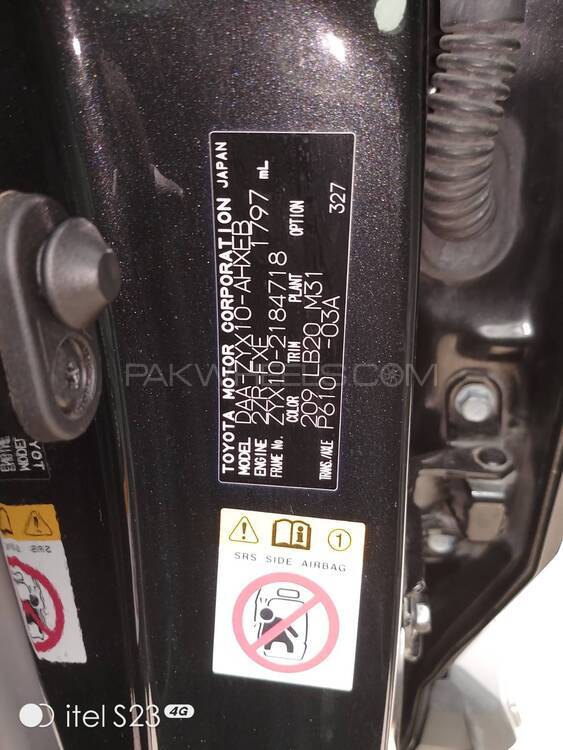 TOYOTA MOTOR CORPORATION JAPAN
MODEL DAA-ZYX10-AHXEB
ENGINE 2ZR-FXE 1797 mL
FRAME No. ZYX10-2184718
COLOR TRIM PLANT OPTION
209 LB20 M31
TRANS./AXLE P610 -03A 327
PAKWHEELS.COM
1
SRS SIDE AIRBAG
itel S23 4G